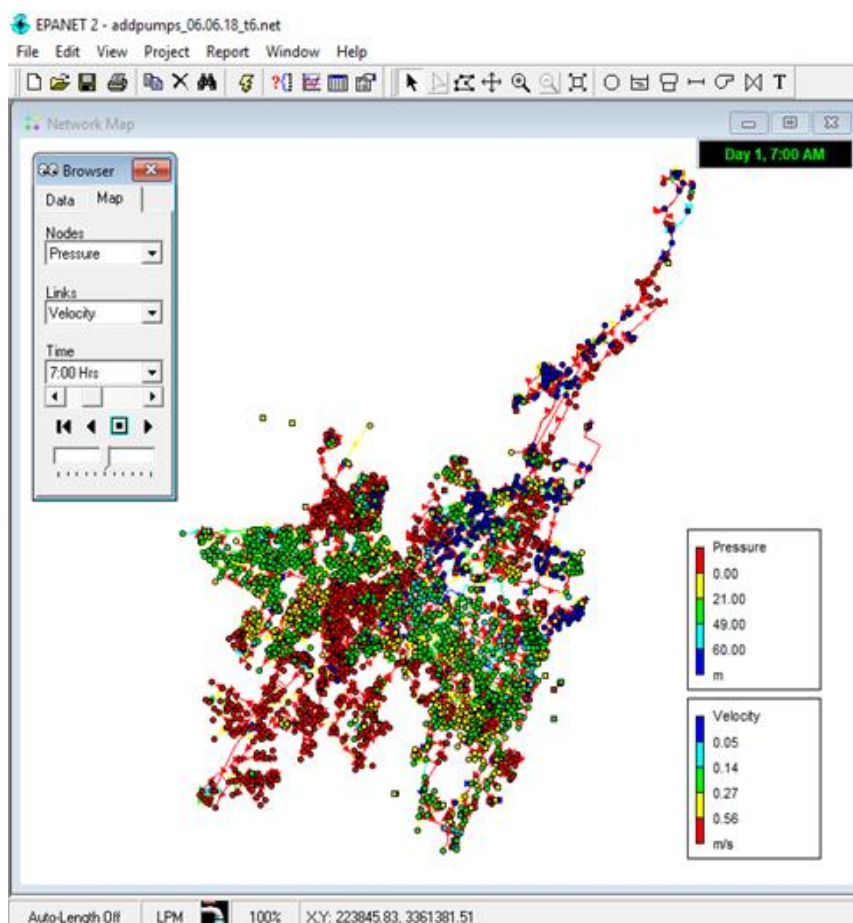 EPANET 2 - addpumps_06.06.18_t6.net
File Edit View Project Report Window Help
T
Network Map
Day 1, 7:00 AM
Browser
Data Map
Nodes
Pressure
Links
Velocity
Time
7:00 Hrs
Pressure
0.00
21.00
49.00
60.00
m
Velocity
0.05
0.14
0.27
0.56
m/s
Auto-Length Off LPM 100% X,Y: 223845.83, 3361381.51